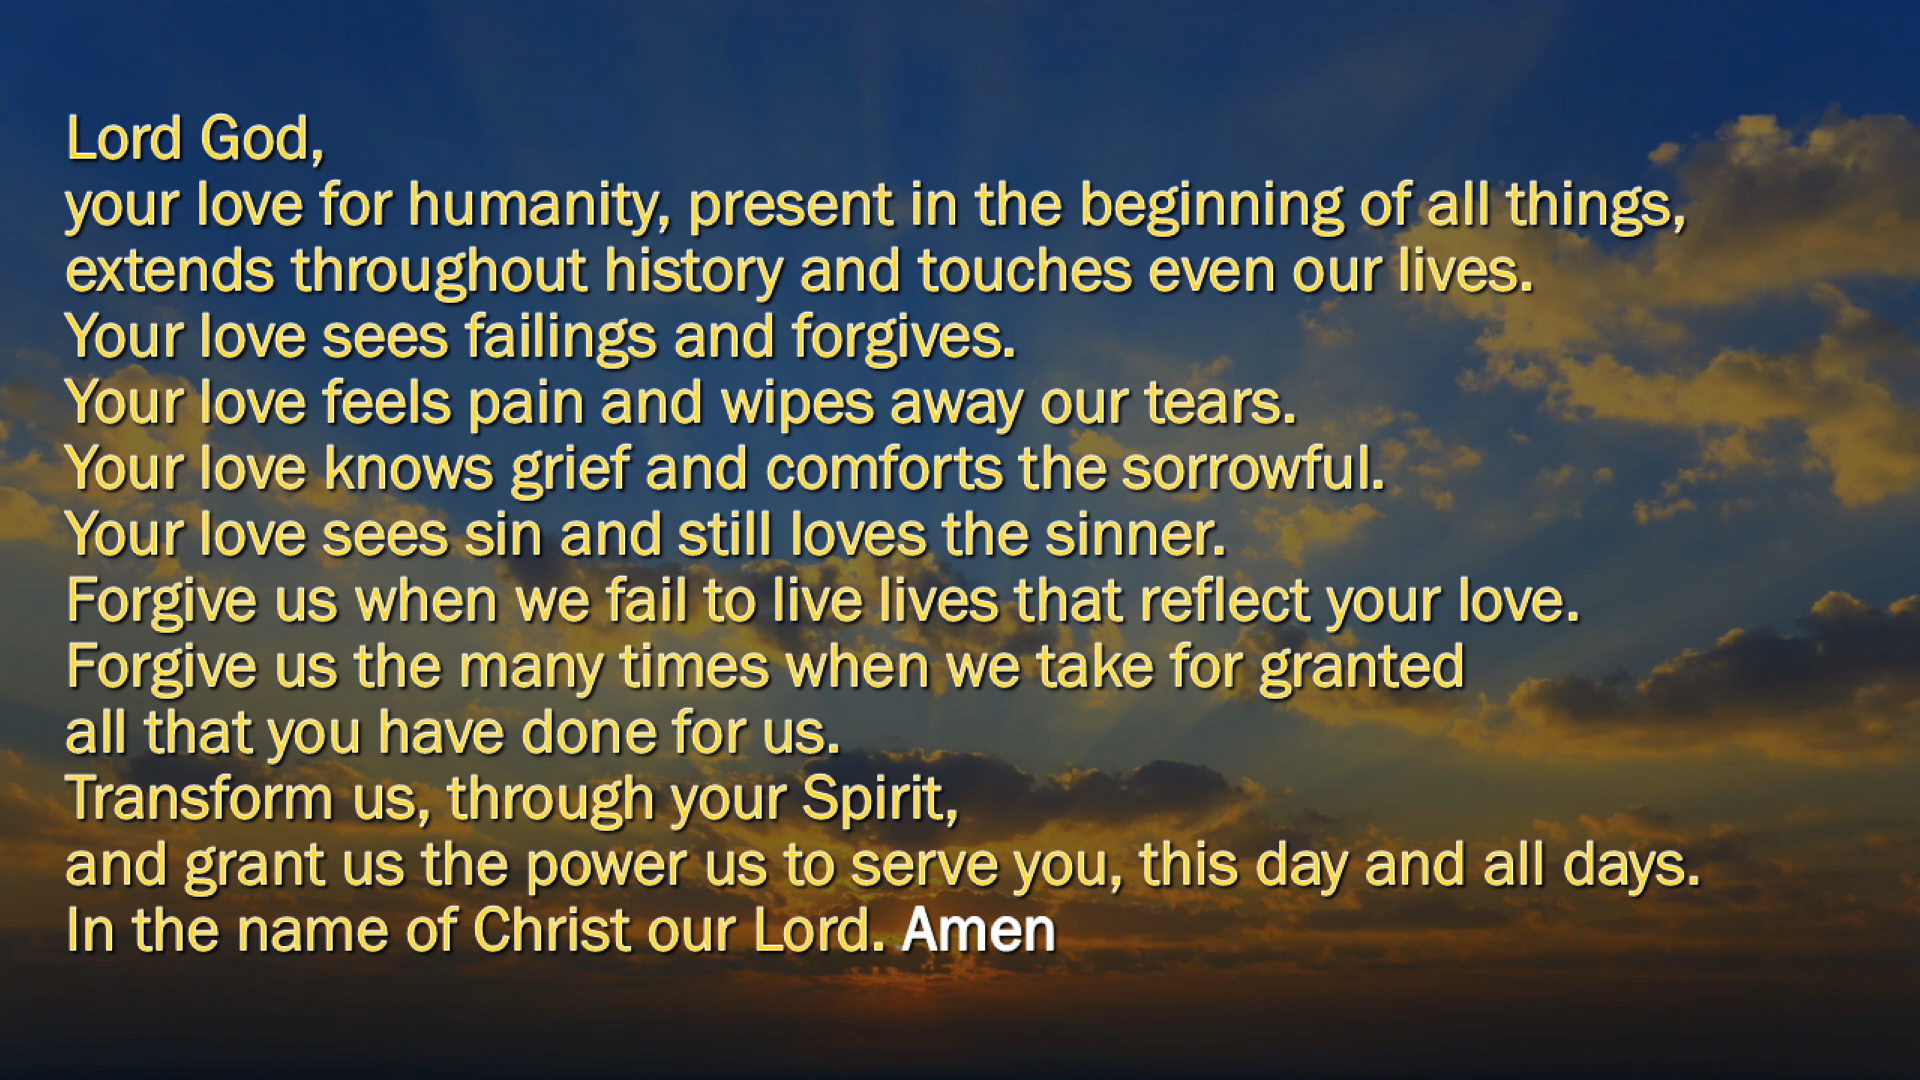 Lord God,
your love for humanity, present in the beginning of all things,
extends throughout history and touches even our lives.
Your love sees failings and forgives.
Your love feels pain and wipes away our tears.
Your love knows grief and comforts the sorrowful.
Your love sees sin and still loves the sinner.
Forgive us when we fail to live lives that reflect your love.
Forgive us the many times when we take for granted
all that you have done for us.
Transform us, through your Spirit,
and grant us the power us to serve you, this day and all days.
In the name of Christ our Lord. Amen